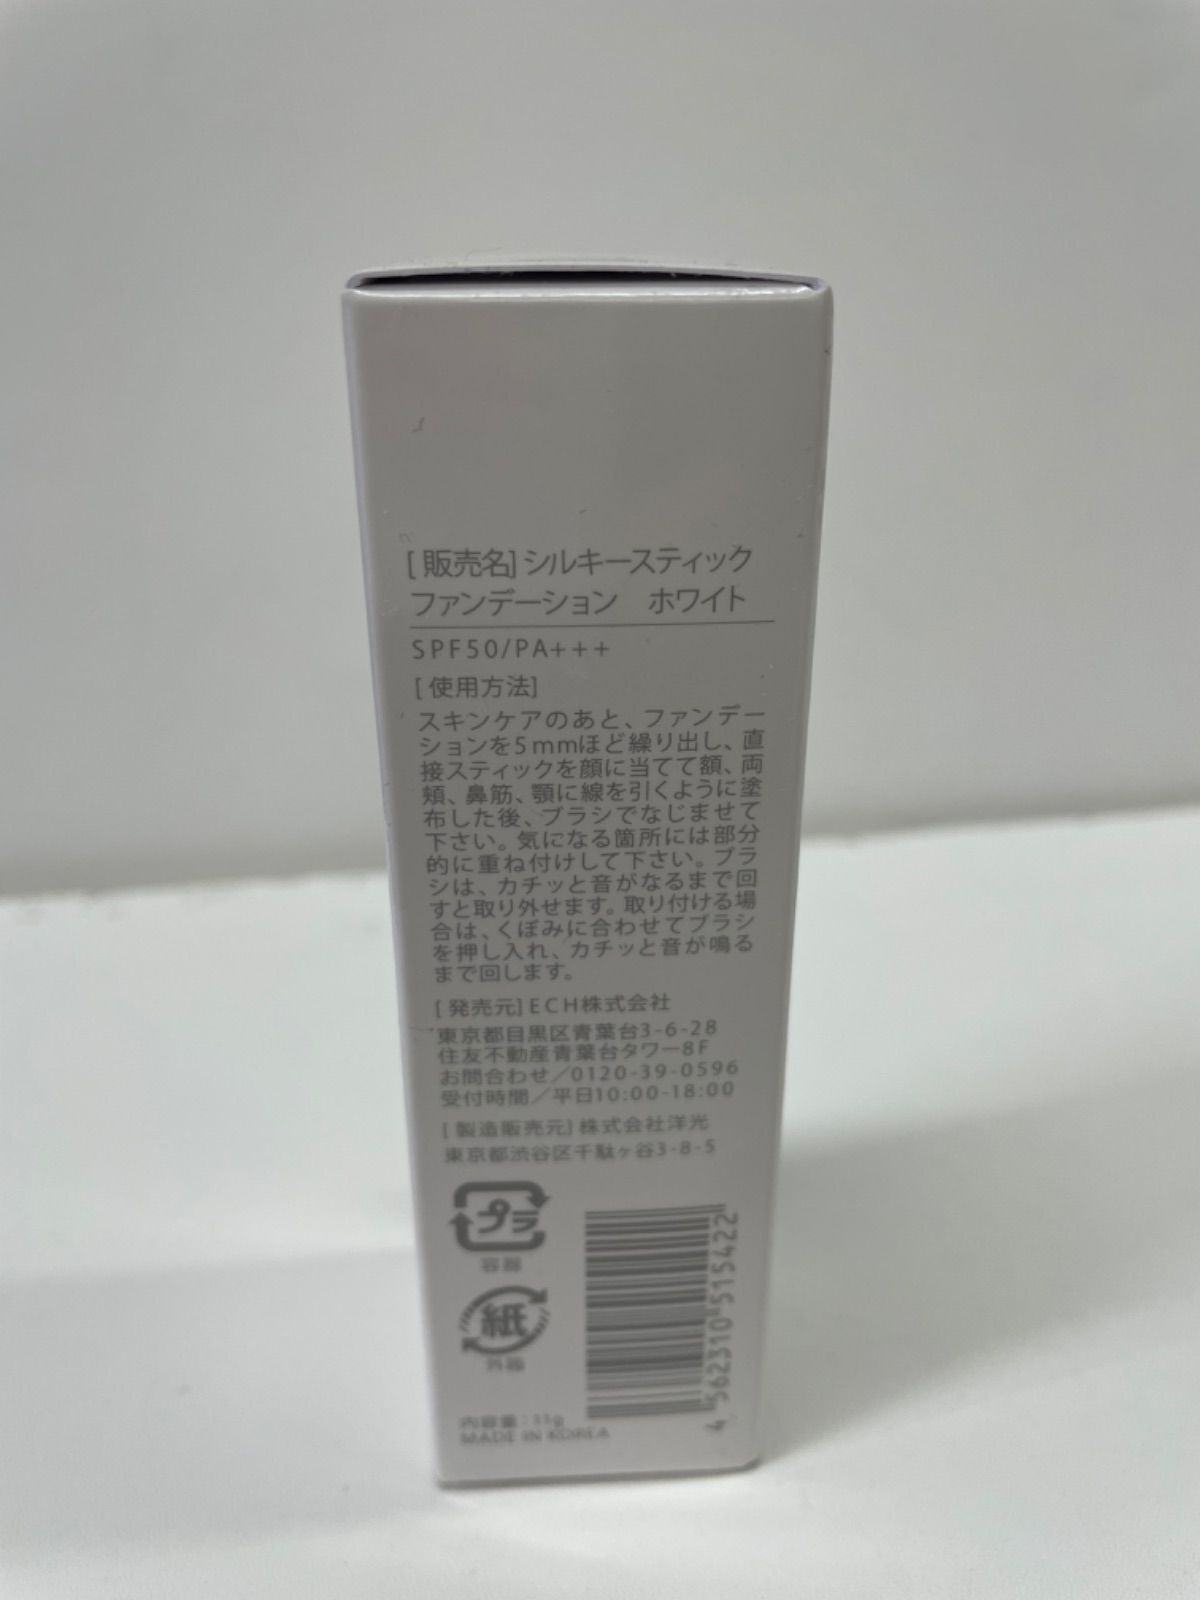 [販売名]シルキースティック
ファンデーション　ホワイト
SPF50/PA+++
[使用方法]
スキンケアのあと、ファンデー
ションを5mmほど繰り出し、直
接スティックを顔に当てて額、両
頬、鼻筋、顎に線を引くように塗
布した後、ブラシでなじませて
下さい。気になる箇所には部分
的に重ね付けして下さい。ブラ
シは、カチッと音がなるまで回
すと取り外せます。取り付ける場
合は、くぼみに合わせてブラシ
を押し入れ、カチッと音が鳴る
まで回します。
[発売元]ECH株式会社
東京都目黒区青葉台3-6-28
住友不動産青葉台タワー8F
お問合わせ／0120-39-0596
受付時間／平日10:00-18:00
[製造販売元]株式会社洋光
東京都渋谷区千駄ヶ谷3-8-5
プラ
容器
紙
外箱
4562310515422
内容量：11g
MADE IN KOREA